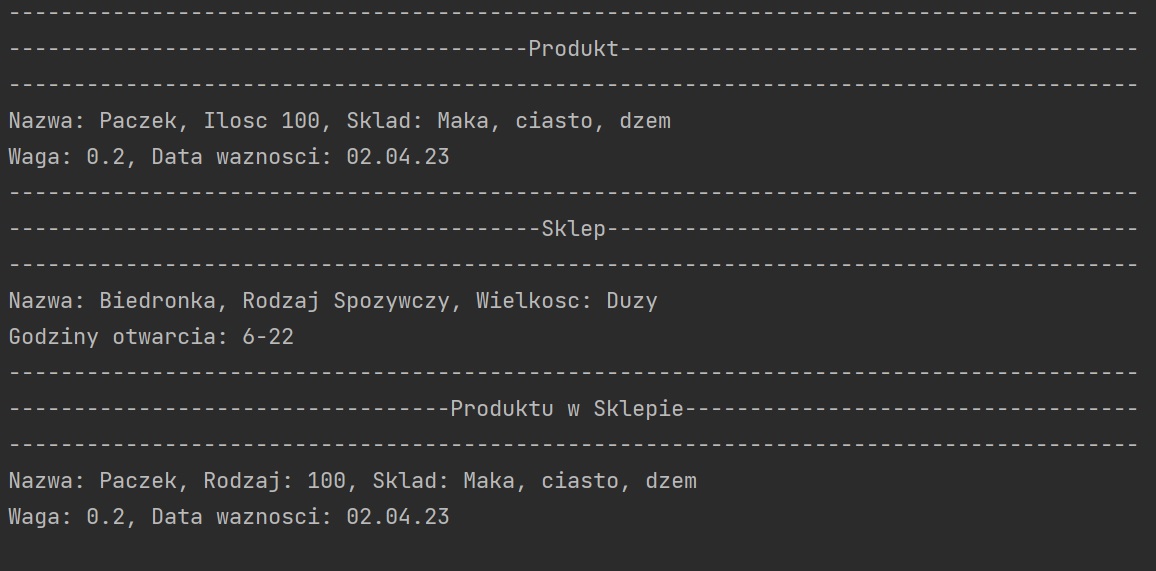 ---------------------------------------------------------------------------------------
----------------------------------------Produkt----------------------------------------
---------------------------------------------------------------------------------------
Nazwa: Paczek, Ilosc 100, Sklad: Maka, ciasto, dzem
Waga: 0.2, Data waznosci: 02.04.23
---------------------------------------------------------------------------------------
-----------------------------------------Sklep-----------------------------------------
---------------------------------------------------------------------------------------
Nazwa: Biedronka, Rodzaj Spozywczy, Wielkosc: Duzy
Godziny otwarcia: 6-22
---------------------------------------------------------------------------------------
----------------------------------Produktu w Sklepie-----------------------------------
---------------------------------------------------------------------------------------
Nazwa: Paczek, Rodzaj: 100, Sklad: Maka, ciasto, dzem
Waga: 0.2, Data waznosci: 02.04.23